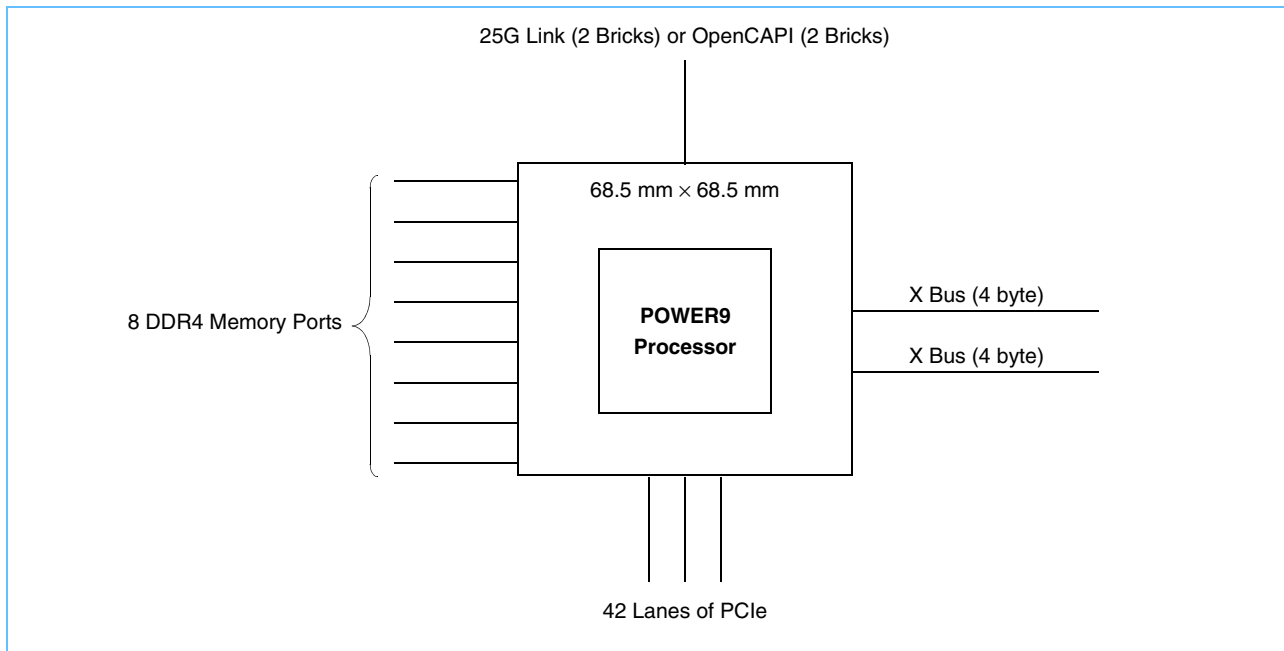 25G Link (2 Bricks) or OpenCAPI (2 Bricks)
68.5 mm × 68.5 mm
8 DDR4 Memory Ports
POWER9
Processor
X Bus (4 byte)
X Bus (4 byte)
42 Lanes of PCIe